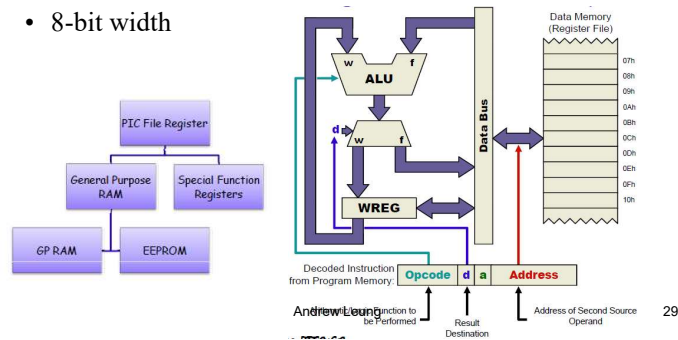 • 8-bit width
PIC File Register
General Purpose
RAM
Special Function
Registers
GP RAM
EEPROM
Data Memory
(Register File)
w
f
ALU
d
w
f
WREG
Data Bus
07h
08h
09h
0Ah
0Bh
0Ch
0Dh
0Eh
0Fh
10h
Decoded Instruction
from Program Memory:
Opcode
d
a
Address
Andrew Leung
Function to
be Performed
Result
Destination
Address of Second Source
Operand
29